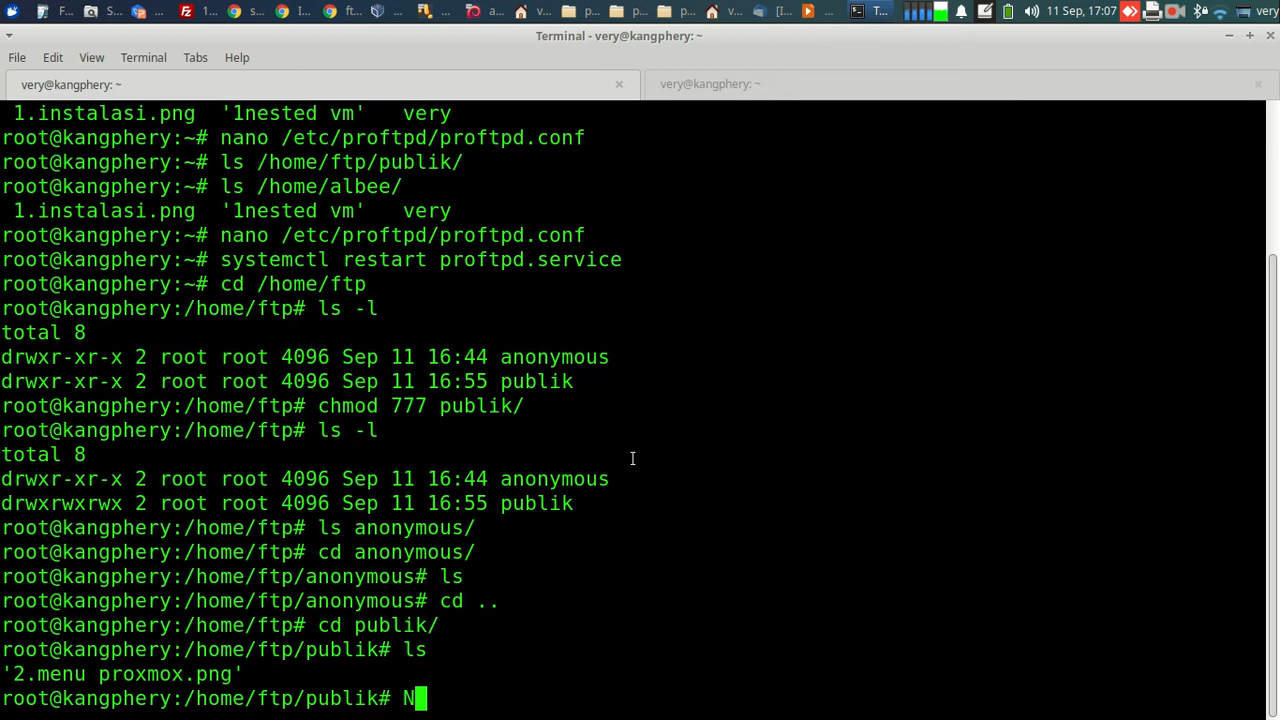 F...
S...
1...
s...
I...
ft...
...
a...
v...
p...
p...
p...
v...
[I...
...
T...
11 Sep, 17:07
very
Terminal - very@kangphery: ~
File Edit View Terminal Tabs Help
very@kangphery: ~
very@kangphery: ~
1.instalasi.png '1nested vm' very
root@kangphery:~# nano /etc/proftpd/proftpd.conf
root@kangphery:~# ls /home/ftp/publik/
root@kangphery:~# ls /home/albee/
1.instalasi.png '1nested vm' very
root@kangphery:~# nano /etc/proftpd/proftpd.conf
root@kangphery:~# systemctl restart proftpd.service
root@kangphery:~# cd /home/ftp
root@kangphery:/home/ftp# ls -l
total 8
drwxr-xr-x 2 root root 4096 Sep 11 16:44 anonymous
drwxr-xr-x 2 root root 4096 Sep 11 16:55 publik
root@kangphery:/home/ftp# chmod 777 publik/
root@kangphery:/home/ftp# ls -l
total 8
drwxr-xr-x 2 root root 4096 Sep 11 16:44 anonymous
drwxrwxrwx 2 root root 4096 Sep 11 16:55 publik
root@kangphery:/home/ftp# ls anonymous/
root@kangphery:/home/ftp# cd anonymous/
root@kangphery:/home/ftp/anonymous# ls
root@kangphery:/home/ftp/anonymous# cd ..
root@kangphery:/home/ftp# cd publik/
root@kangphery:/home/ftp/publik# ls
'2.menu proxmox.png'
root@kangphery:/home/ftp/publik# N